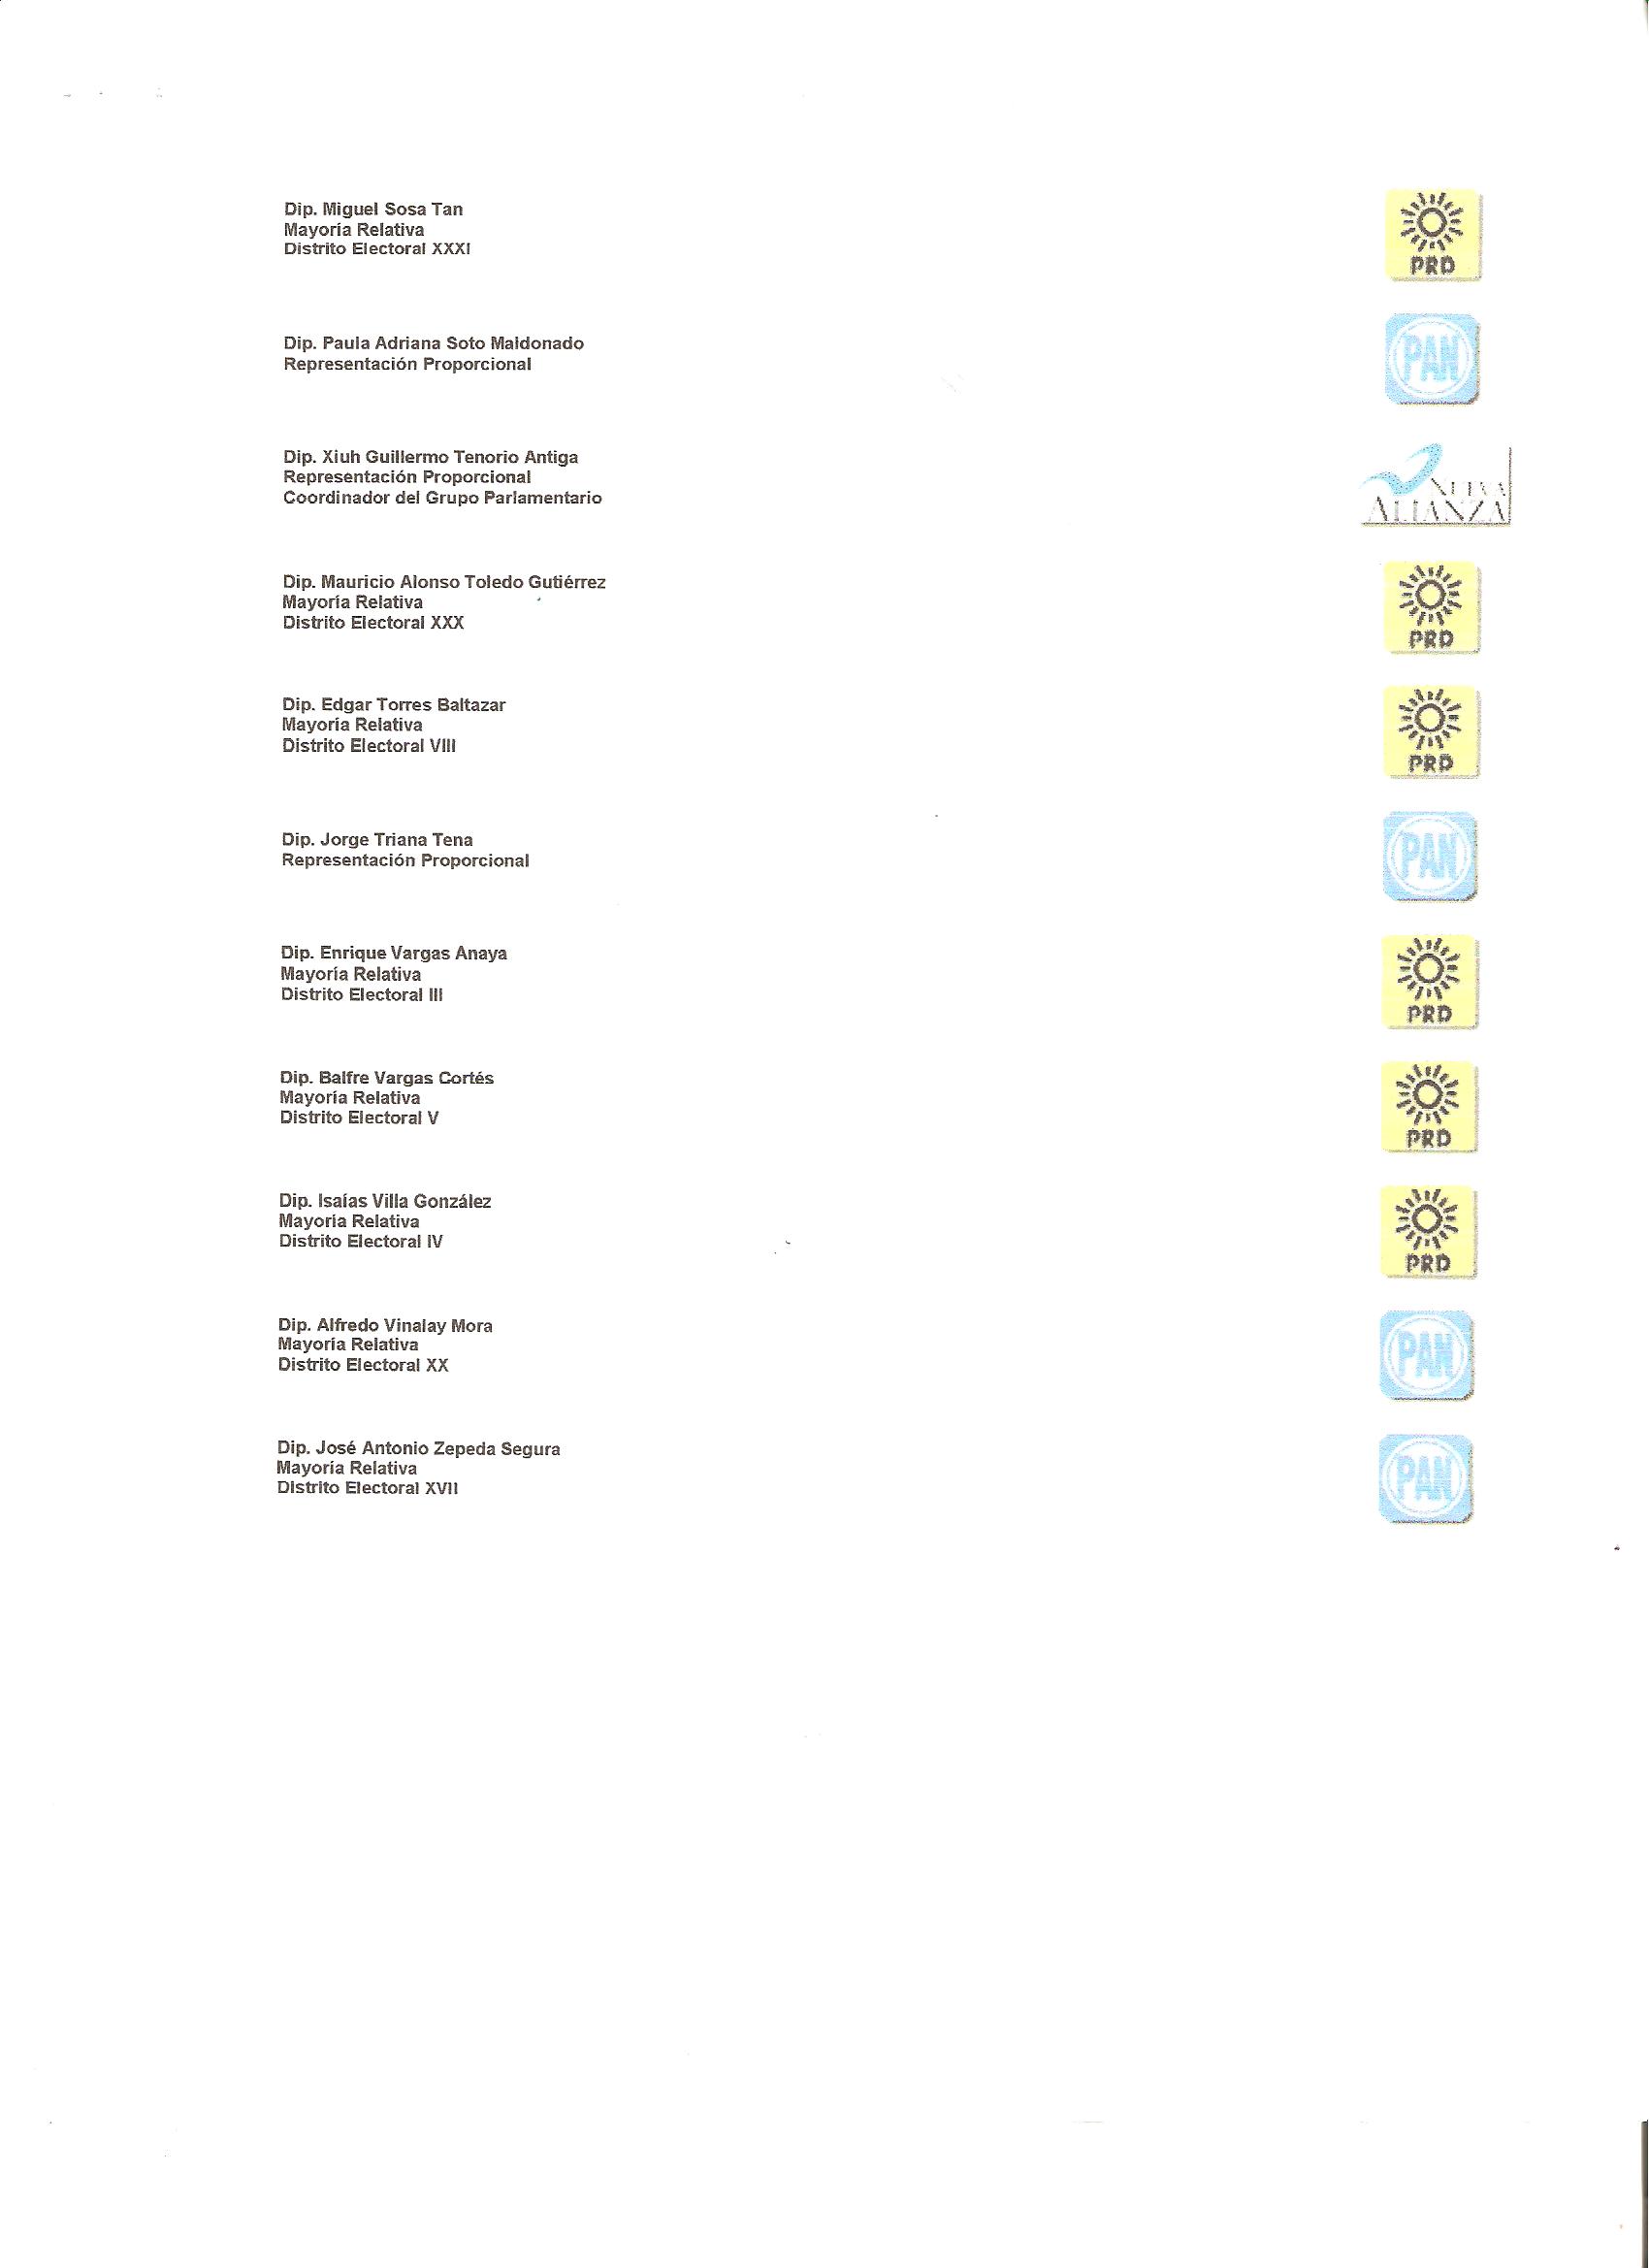 Dip. Miguel Sosa Tan
Mayoría Relativa
Distrito Electoral XXXI
PRD
Dip. Paula Adriana Soto Maldonado
Representación Proporcional
PAN
Dip. Xiuh Guillermo Tenorio Antiga
Representación Proporcional
Coordinador del Grupo Parlamentario
NUEVA
ALIANZA
Dip. Mauricio Alonso Toledo Gutiérrez
Mayoría Relativa
Distrito Electoral XXX
PRD
Dip. Edgar Torres Baltazar
Mayoría Relativa
Distrito Electoral VIII
PRD
Dip. Jorge Triana Tena
Representación Proporcional
PAN
Dip. Enrique Vargas Anaya
Mayoría Relativa
Distrito Electoral III
PRD
Dip. Balfre Vargas Cortés
Mayoría Relativa
Distrito Electoral V
PRD
Dip. Isaías Villa González
Mayoría Relativa
Distrito Electoral IV
PRD
Dip. Alfredo Vinalay Mora
Mayoría Relativa
Distrito Electoral XX
PAN
Dip. José Antonio Zepeda Segura
Mayoría Relativa
Distrito Electoral XVII
PAN